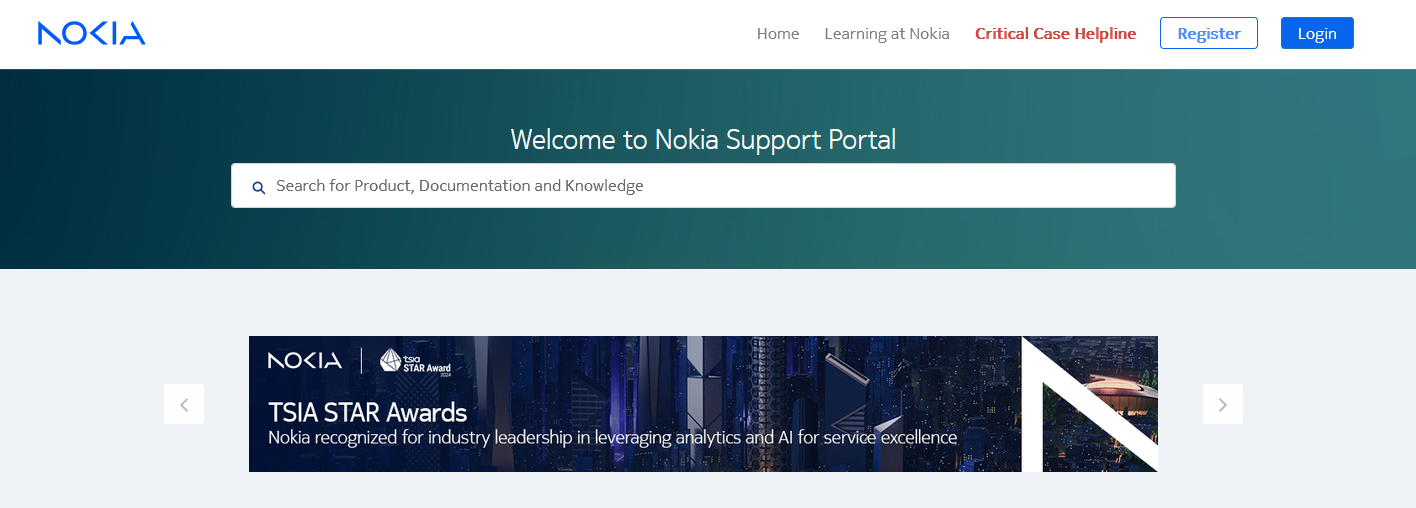 NOKIA
Home Learning at Nokia Critical Case Helpline Register Login
Welcome to Nokia Support Portal
Search for Product, Documentation and Knowledge
NOKIA tsia
STAR Award
2024
TSIA STAR Awards
Nokia recognized for industry leadership in leveraging analytics and AI for service excellence